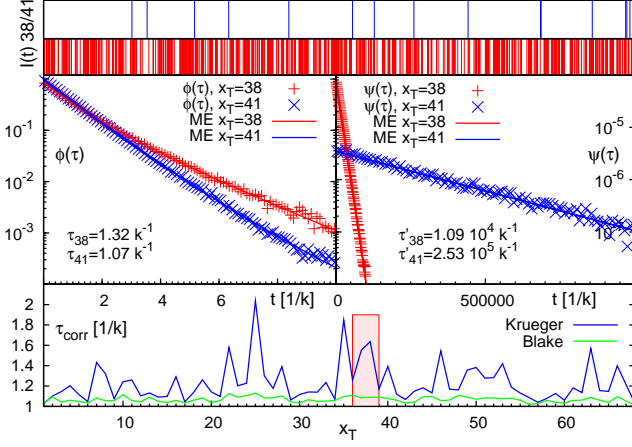 I(t) 38/41
ϕ(τ), x_T=38
ϕ(τ), x_T=41
ME x_T=38
ME x_T=41
ψ(τ), x_T=38
ψ(τ), x_T=41
ME x_T=38
ME x_T=41
10^-1
10^-2
10^-3
ϕ(τ)
10^-5
10^-6
ψ(τ)
10
τ_38=1.32 k^-1
τ_41=1.07 k^-1
τ'_38=1.09 10^4 k^-1
τ'_41=2.53 10^5 k^-1
2 4 6 8 t [1/k] 0 500000 t [1/k]
2
1.8
1.6
1.4
1.2
1
τ_corr [1/k]
Krueger
Blake
10 20 30 40 50 60
x_T